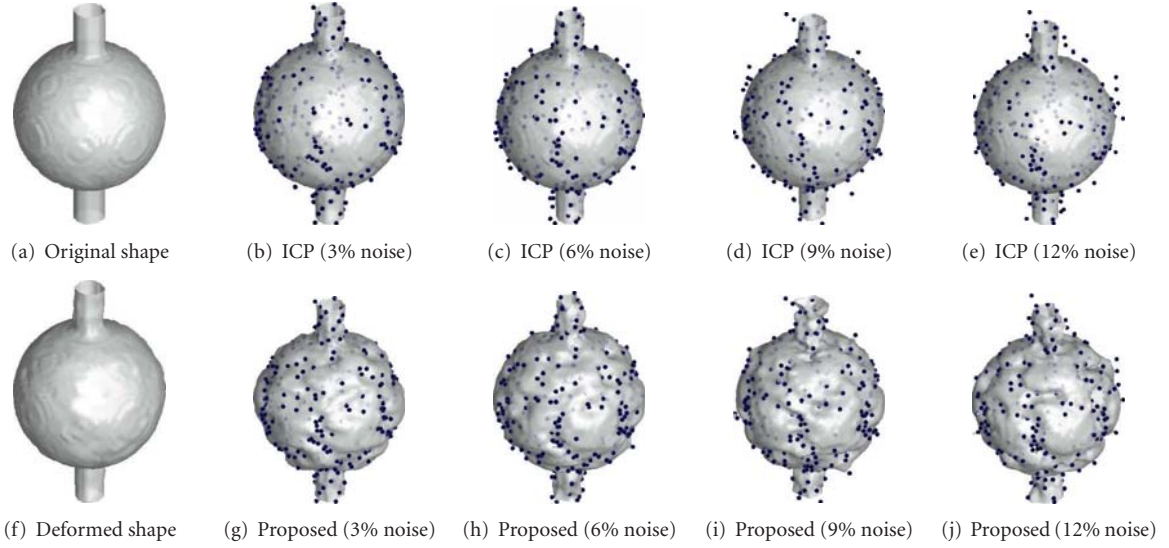 (a) Original shape
(b) ICP (3% noise)
(c) ICP (6% noise)
(d) ICP (9% noise)
(e) ICP (12% noise)
(f) Deformed shape
(g) Proposed (3% noise)
(h) Proposed (6% noise)
(i) Proposed (9% noise)
(j) Proposed (12% noise)